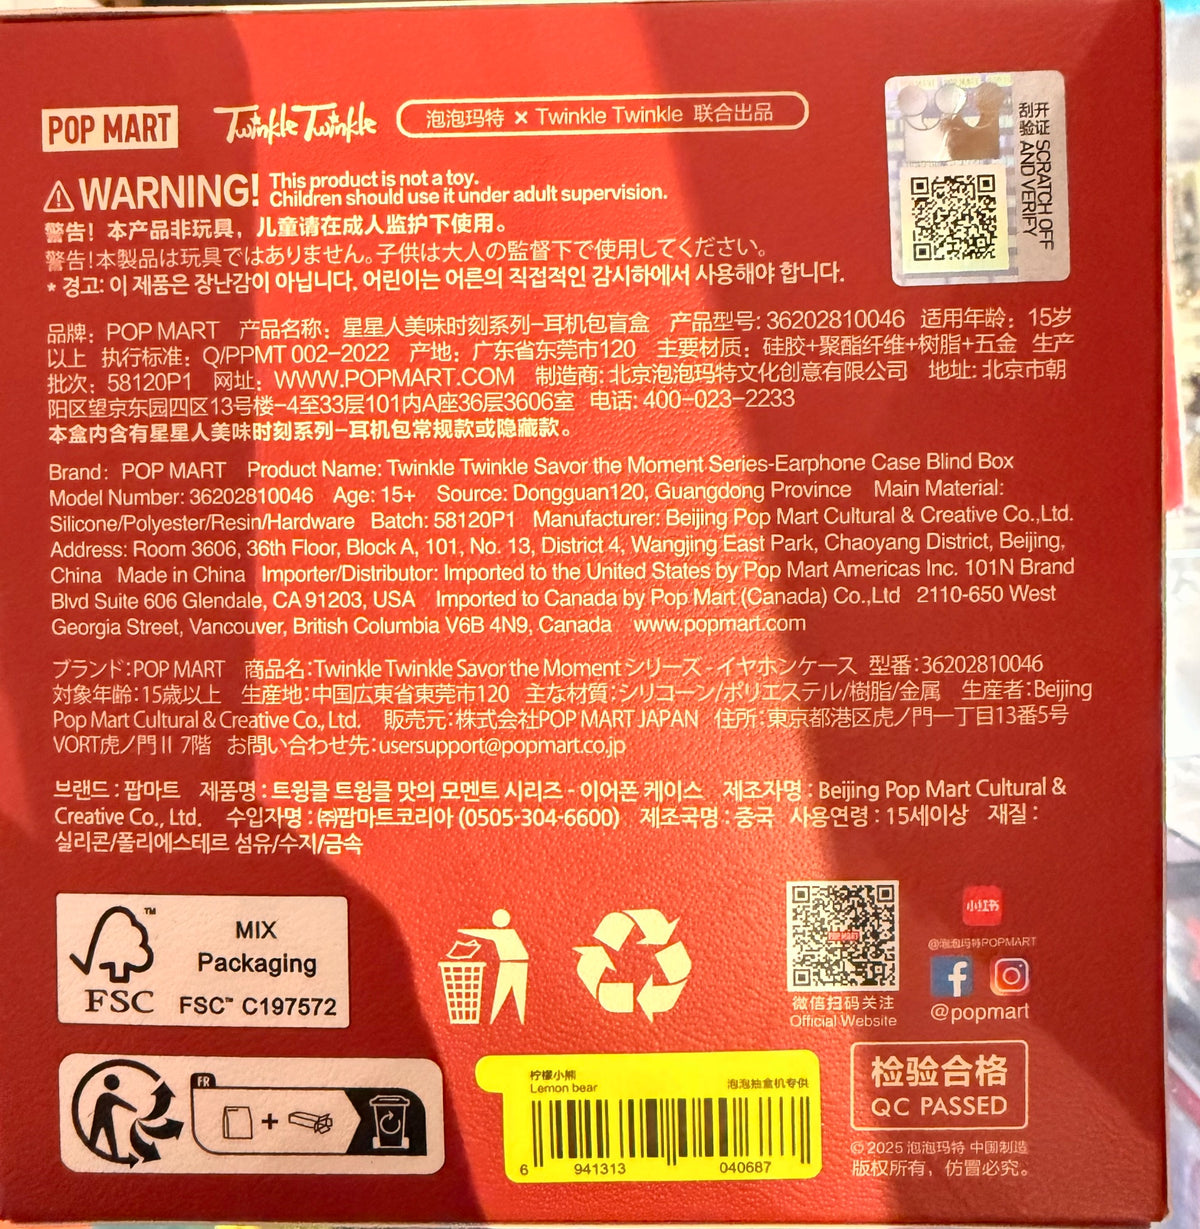 POP MART Twinkle Twinkle 泡泡玛特 × Twinkle Twinkle 联合出品
刮开验证 SCRATCH OFF AND VERIFY
WARNING! This product is not a toy.
Children should use it under adult supervision.
警告！本产品非玩具，儿童请在成人监护下使用。
警告！本製品は玩具ではありません。子供は大人の監督下で使用してください。
* 경고: 이 제품은 장난감이 아닙니다. 어린이는 어른의 직접적인 감시하에서 사용해야 합니다.
品牌：POP MART 产品名称：星星人美味时刻系列-耳机包盲盒 产品型号: 36202810046 适用年龄：15岁
以上 执行标准：Q/PPMT 002-2022 产地：广东省东莞市120 主要材质：硅胶+聚酯纤维+树脂+五金 生产
批次：58120P1 网址：WWW.POPMART.COM 制造商: 北京泡泡玛特文化创意有限公司 地址: 北京市朝
阳区望京东园四区13号楼-4至33层101内A座36层3606室 电话: 400-023-2233
本盒内含有星星人美味时刻系列-耳机包常规款或隐藏款。
Brand: POP MART Product Name: Twinkle Twinkle Savor the Moment Series-Earphone Case Blind Box
Model Number: 36202810046 Age: 15+ Source: Dongguan120, Guangdong Province Main Material:
Silicone/Polyester/Resin/Hardware Batch: 58120P1 Manufacturer: Beijing Pop Mart Cultural & Creative Co.,Ltd.
Address: Room 3606, 36th Floor, Block A, 101, No. 13, District 4, Wangjing East Park, Chaoyang District, Beijing,
China Made in China Importer/Distributor: Imported to the United States by Pop Mart Americas Inc. 101N Brand
Blvd Suite 606 Glendale, CA 91203, USA Imported to Canada by Pop Mart (Canada) Co.,Ltd 2110-650 West
Georgia Street, Vancouver, British Columbia V6B 4N9, Canada www.popmart.com
ブランド:POP MART 商品名:Twinkle Twinkle Savor the Moment シリーズ - イヤホンケース 型番:36202810046
対象年齢:15歳以上 生産地:中国広東省東莞市120 主な材質:シリコーン/ポリエステル/樹脂/金属 生産者:Beijing
Pop Mart Cultural & Creative Co., Ltd. 販売元:株式会社POP MART JAPAN 住所:東京都港区虎ノ門一丁目13番5号
VORT虎ノ門Ⅱ 7階 お問い合わせ先:usersupport@popmart.co.jp
브랜드 : 팝마트 제품명 : 트윙클 트윙클 맛의 모멘트 시리즈 - 이어폰 케이스 제조자명 : Beijing Pop Mart Cultural &
Creative Co., Ltd. 수입자명 : ㈜팝마트코리아 (0505-304-6600) 제조국명 : 중국 사용연령 : 15세이상 재질 :
실리콘/폴리에스테르 섬유/수지/금속
FSC TM
MIX
Packaging
FSC™ C197572
POP MART
微信扫码关注
Official Website
小红书
@泡泡玛特POPMART
@popmart
FR
柠檬小熊
Lemon bear
泡泡抽盒机专供
6 941313 040687
检验合格
QC PASSED
© 2025 泡泡玛特 中国制造
版权所有，仿冒必究。